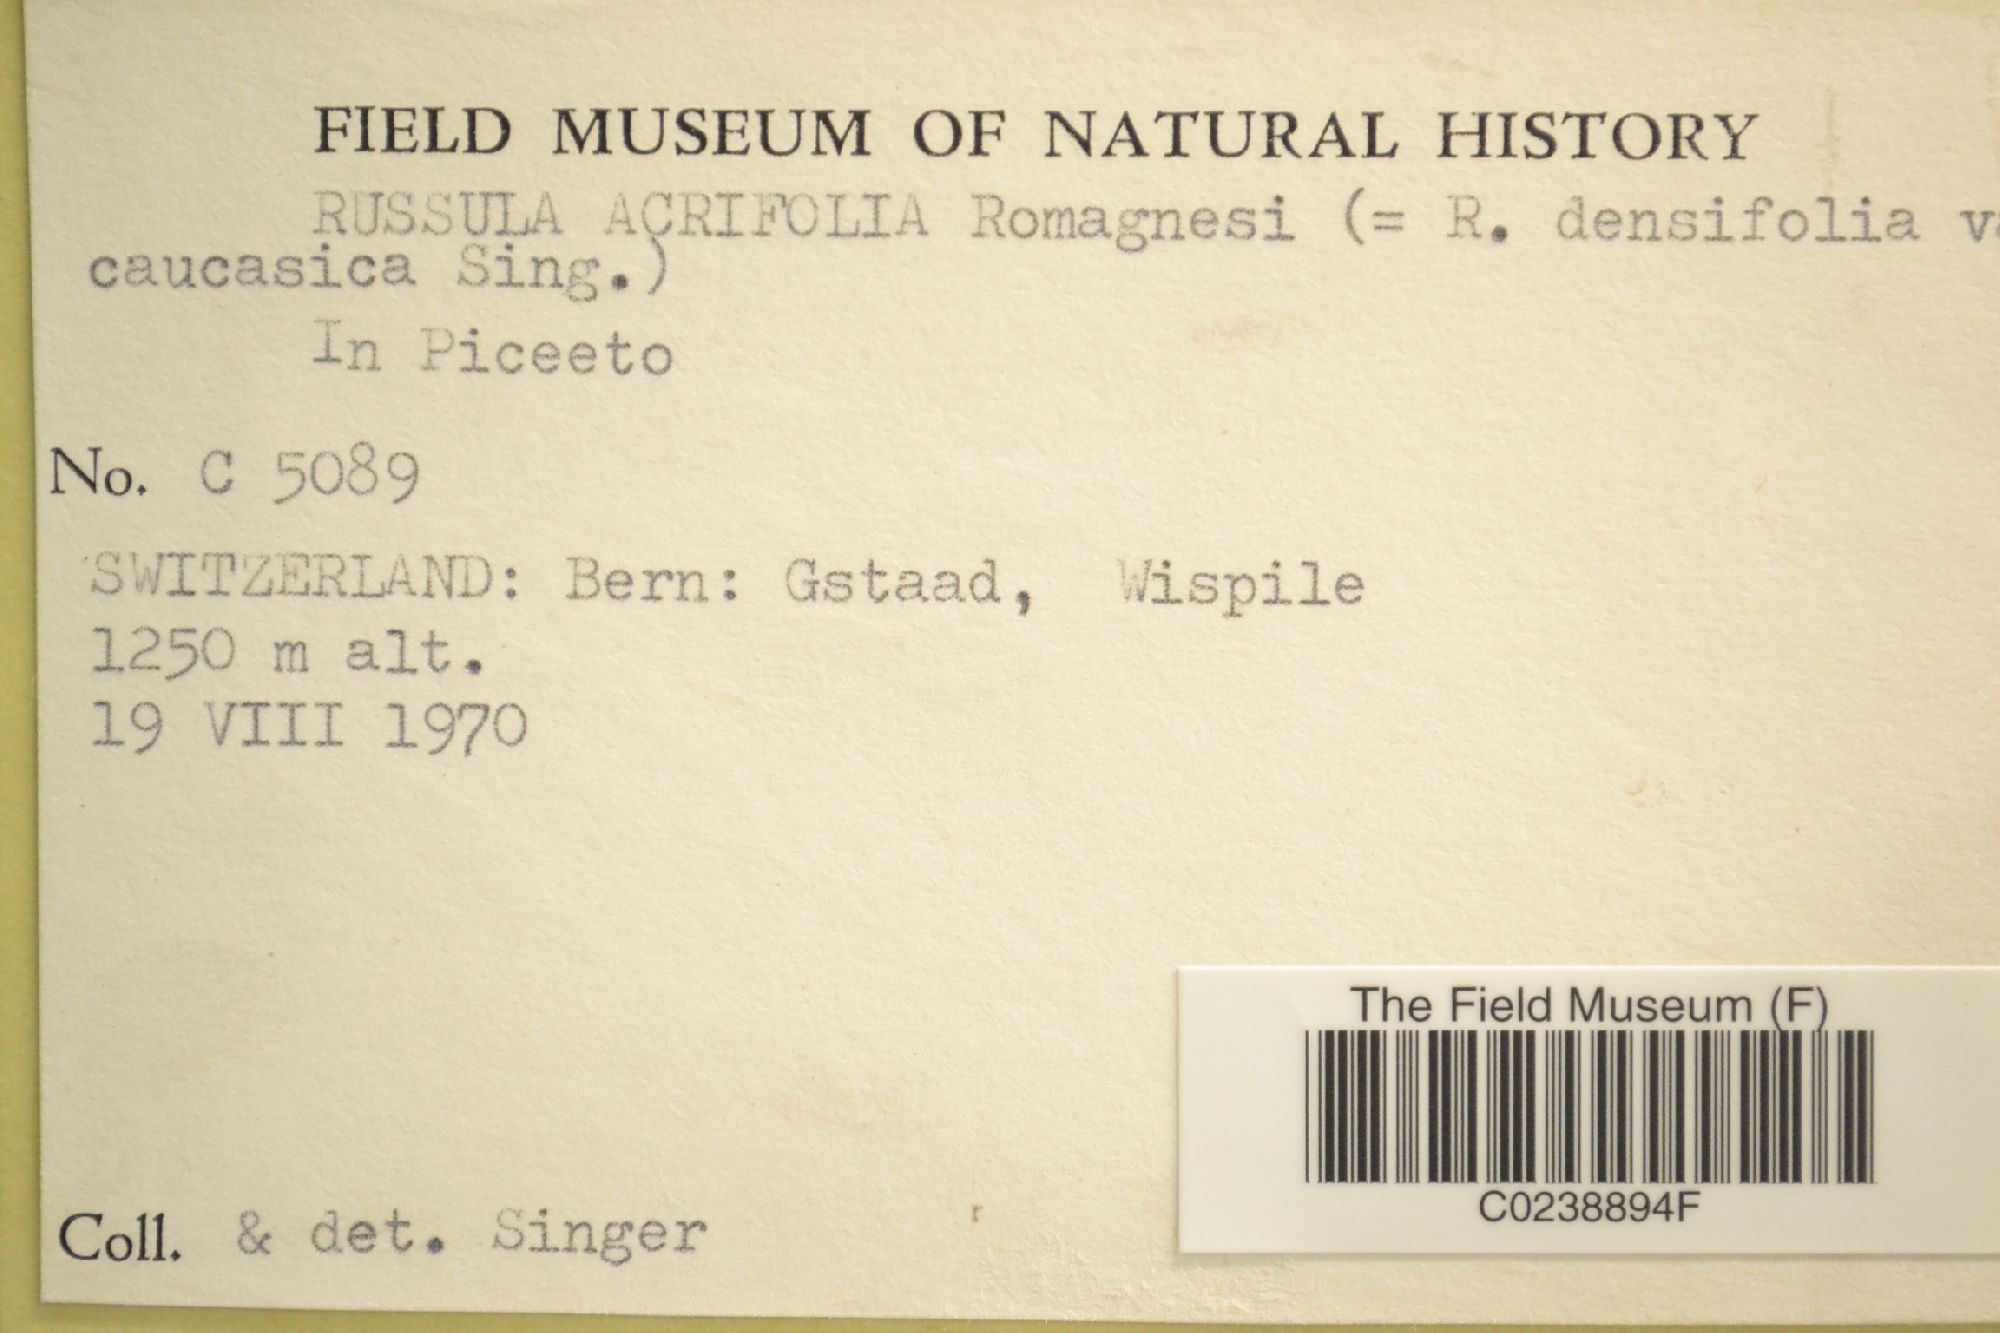 FIELD MUSEUM OF NATURAL HISTORY
RUSSULA ACRIFOLIA Romagnesi (= R. densifolia va
caucasica Sing.)
In Piceeto
No. C 5089
SWITZERLAND: Bern: Gstaad, Wispile
1250 m alt.
19 VIII 1970
The Field Museum (F)
C0238894F
Coll. & det. Singer